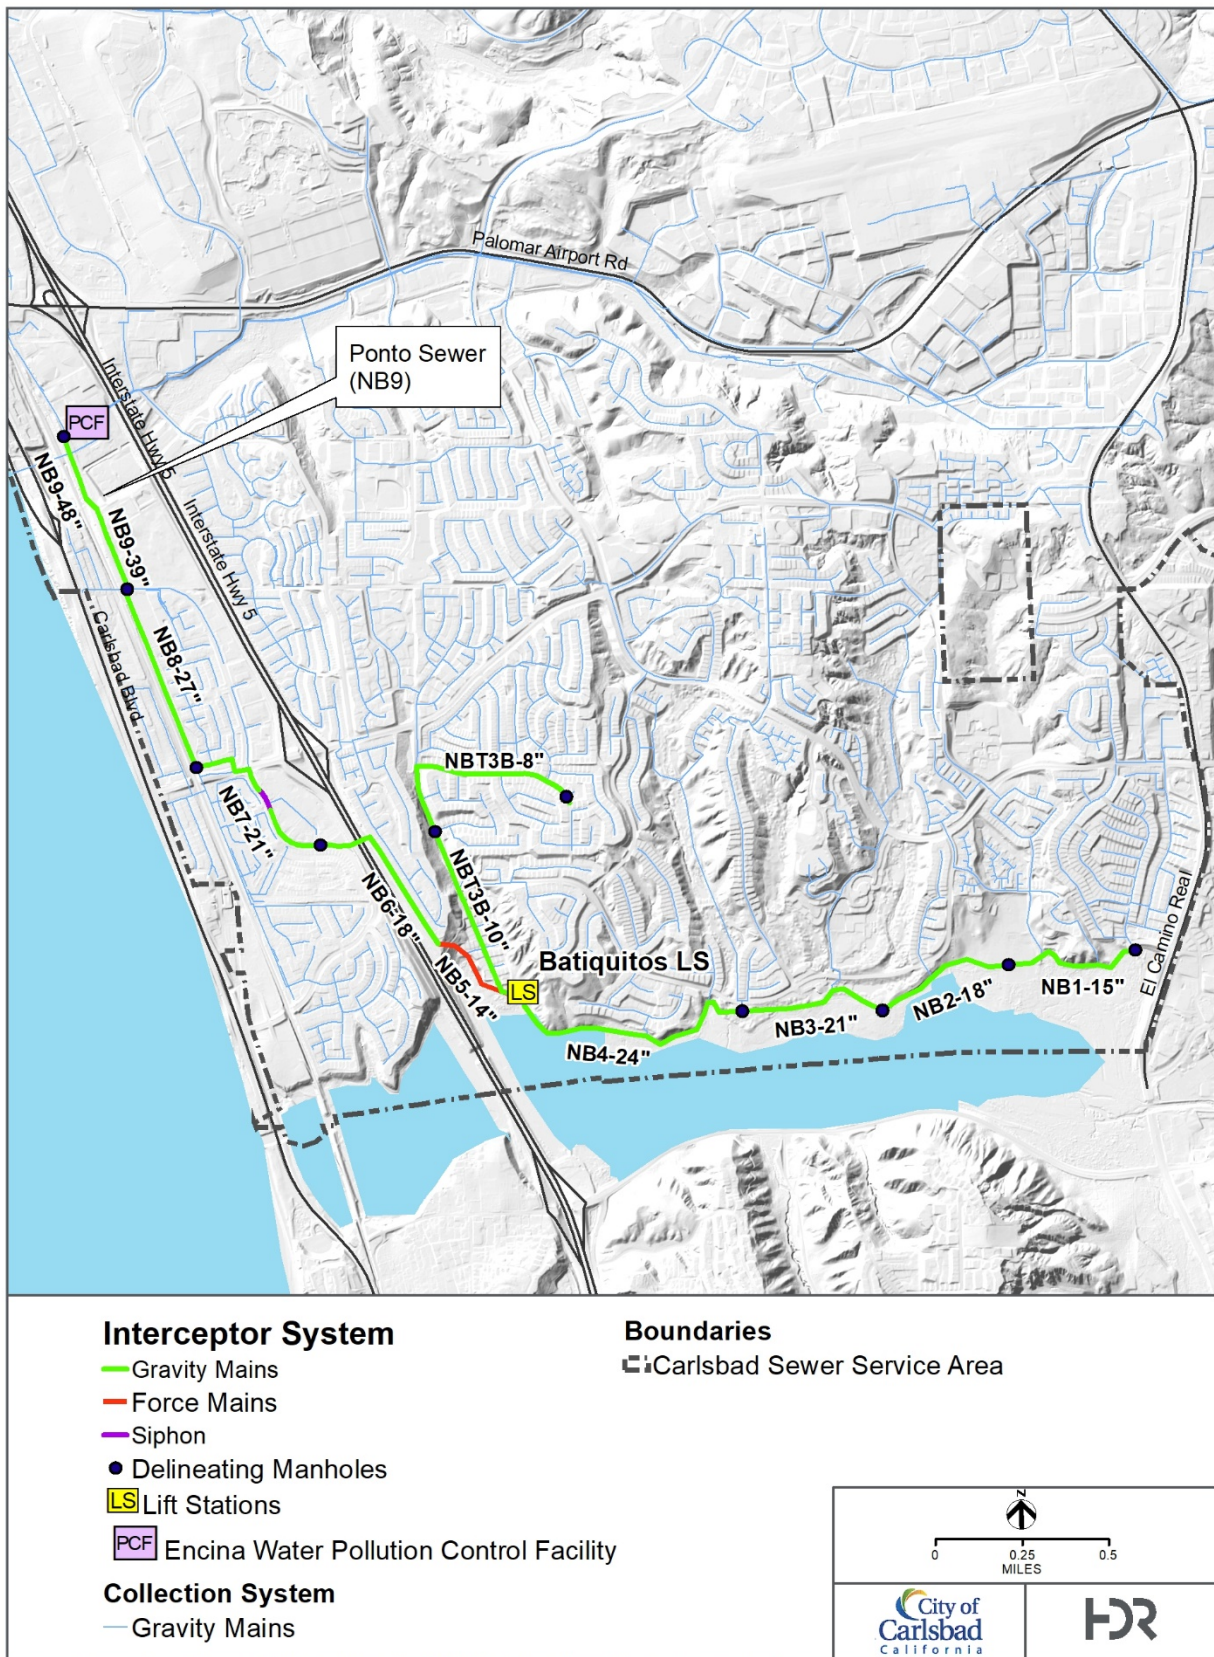 Palomar Airport Rd
Ponto Sewer
(NB9)
Interstate Hwy 5
PCF
NB9-48"
NB9-39"
Interstate Hwy 5
Carlsbad Blvd
NB8-27"
NBT3B-8"
NB7-21"
NBT3B-10"
NB6-18"
Batiquitos LS
El Camino Real
NB5-14"
LS
NB1-15"
NB2-18"
NB3-21"
NB4-24"
Interceptor System
Gravity Mains
Force Mains
Siphon
Delineating Manholes
LS Lift Stations
PCF Encina Water Pollution Control Facility
Collection System
Gravity Mains
Boundaries
Carlsbad Sewer Service Area
N
0 0.25 0.5
MILES
City of
Carlsbad
California
HDR